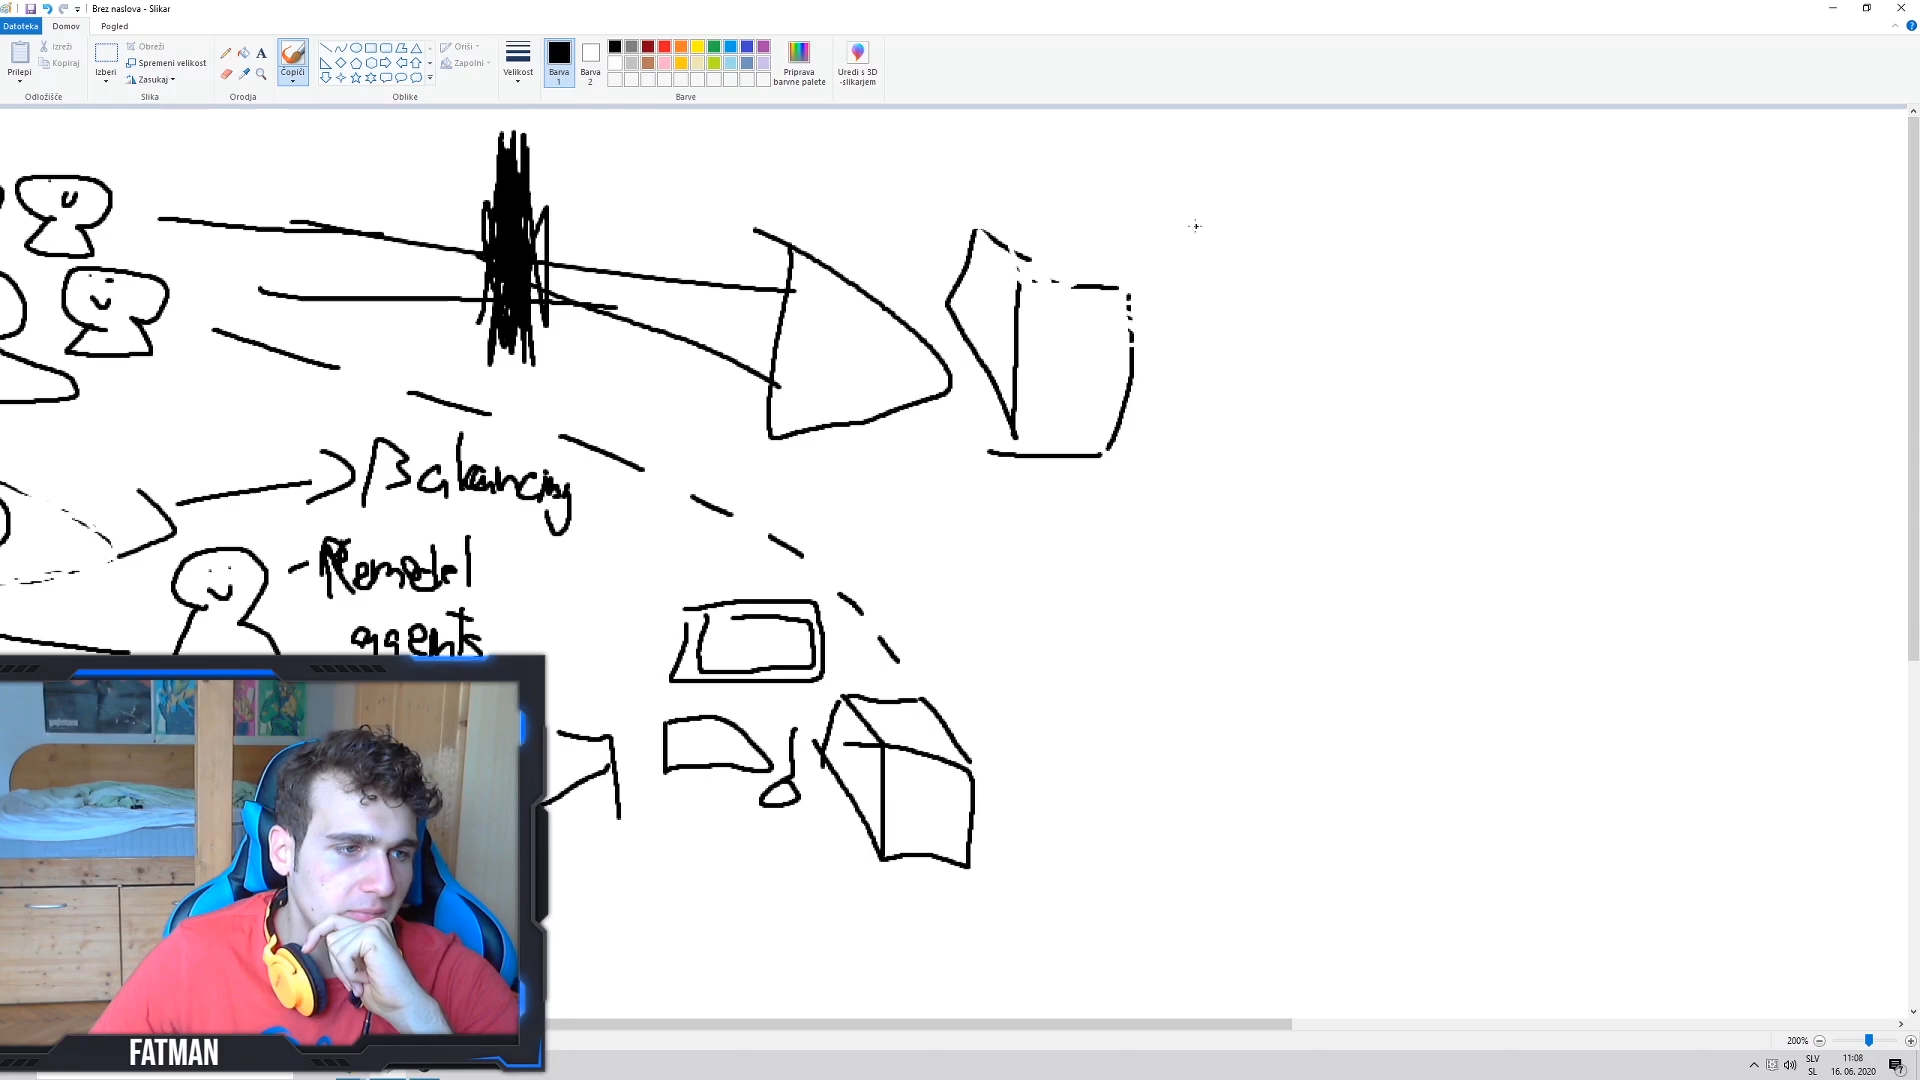 Brez naslova - Slikar
Datoteka Domov Pogled
Prilepi
Izreži
Kopiraj
Odložišče
Izberi
Obreži
Spremeni velikost
Zasukaj
Slika
Orodja
Čopiči
Oriši
Zapolni
Oblike
Velikost
Barva
1
Barva
2
Priprava
barvne palete
Uredi s 3D
-slikarjem
Barve
Balancing
Remodel
agents
FATMAN
200%
SLV
SL
11:08
16. 06. 2020